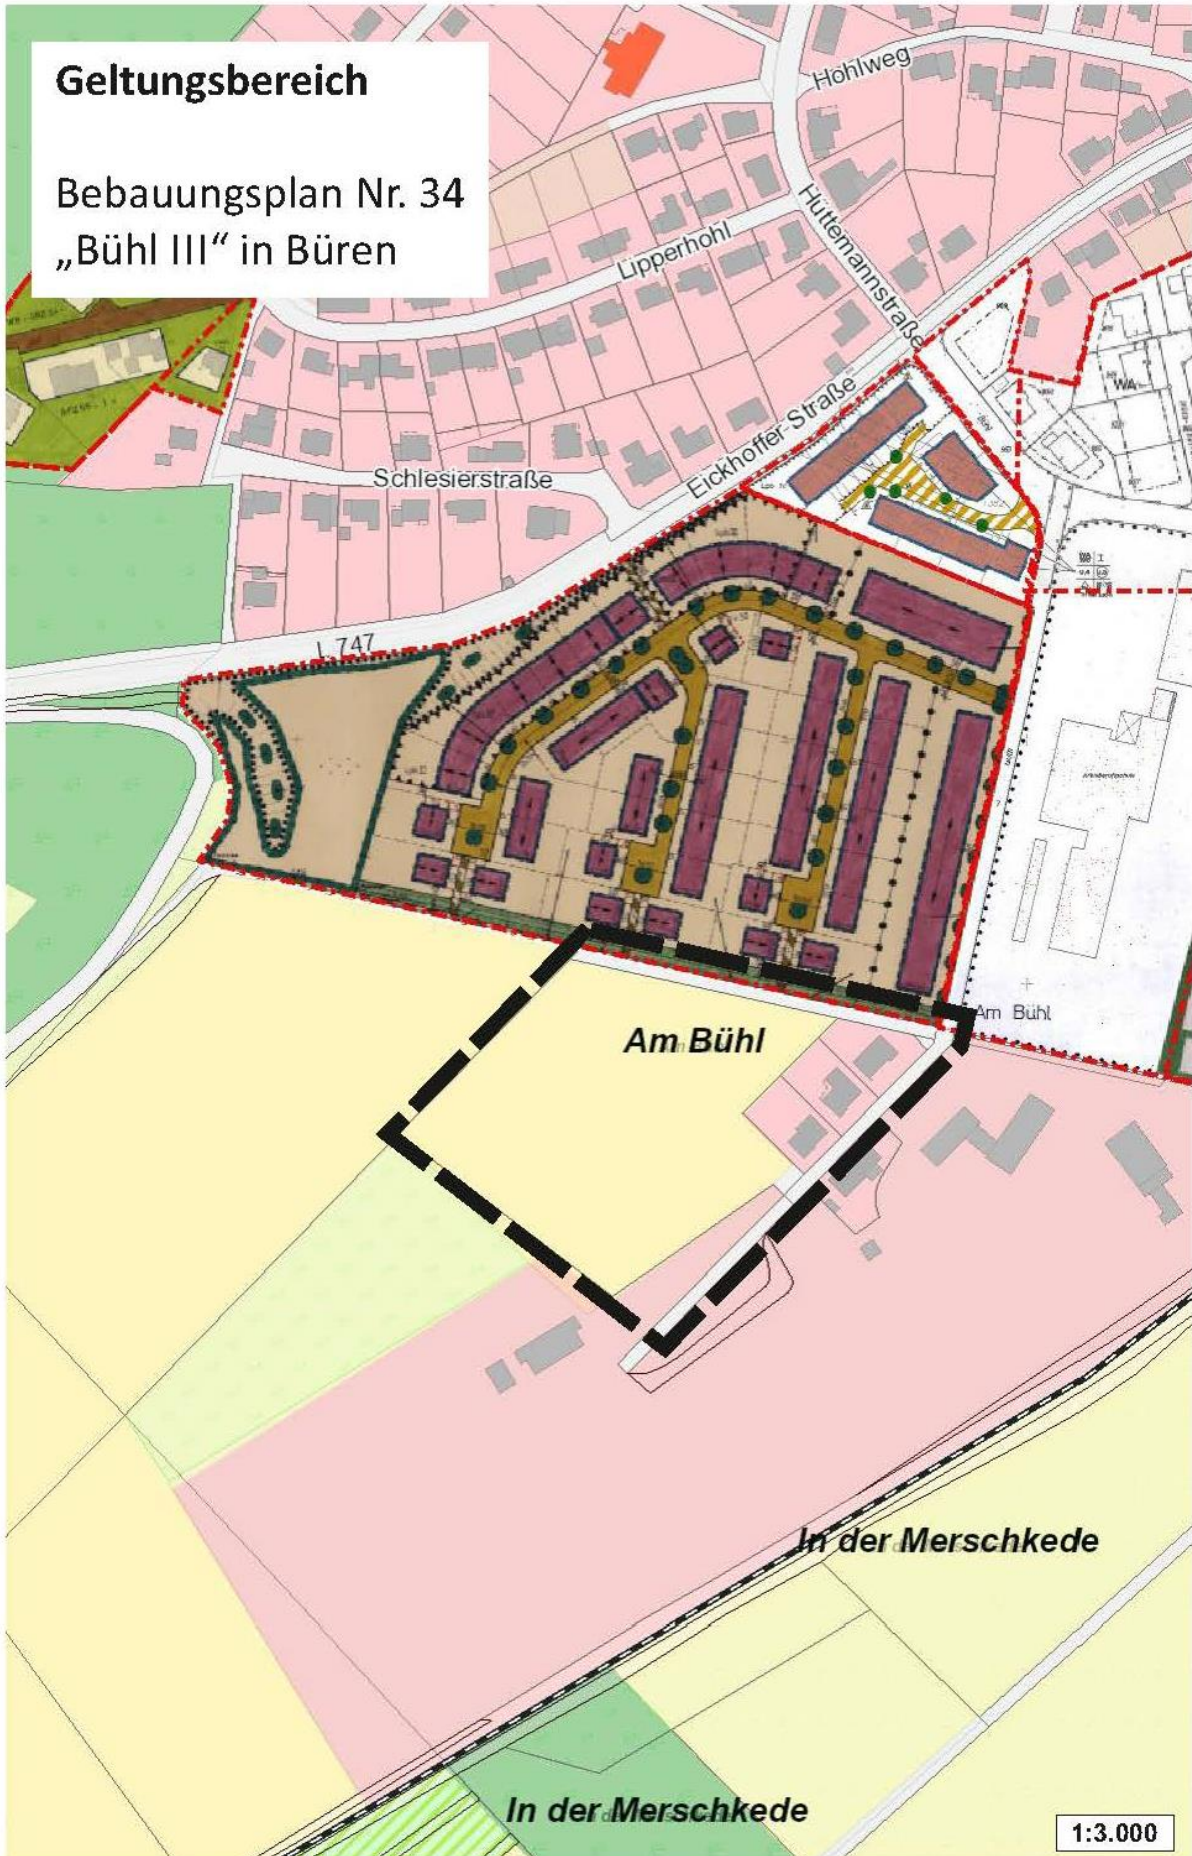 Geltungsbereich
Bebauungsplan Nr. 34
„Bühl III“ in Büren
Hohlweg
Hüttemannstraße
Lipperhohl
Eickhoffer Straße
Schlesierstraße
L 747
WA
Am Bühl
Am Bühl
In der Merschkede
In der Merschkede
1:3.000